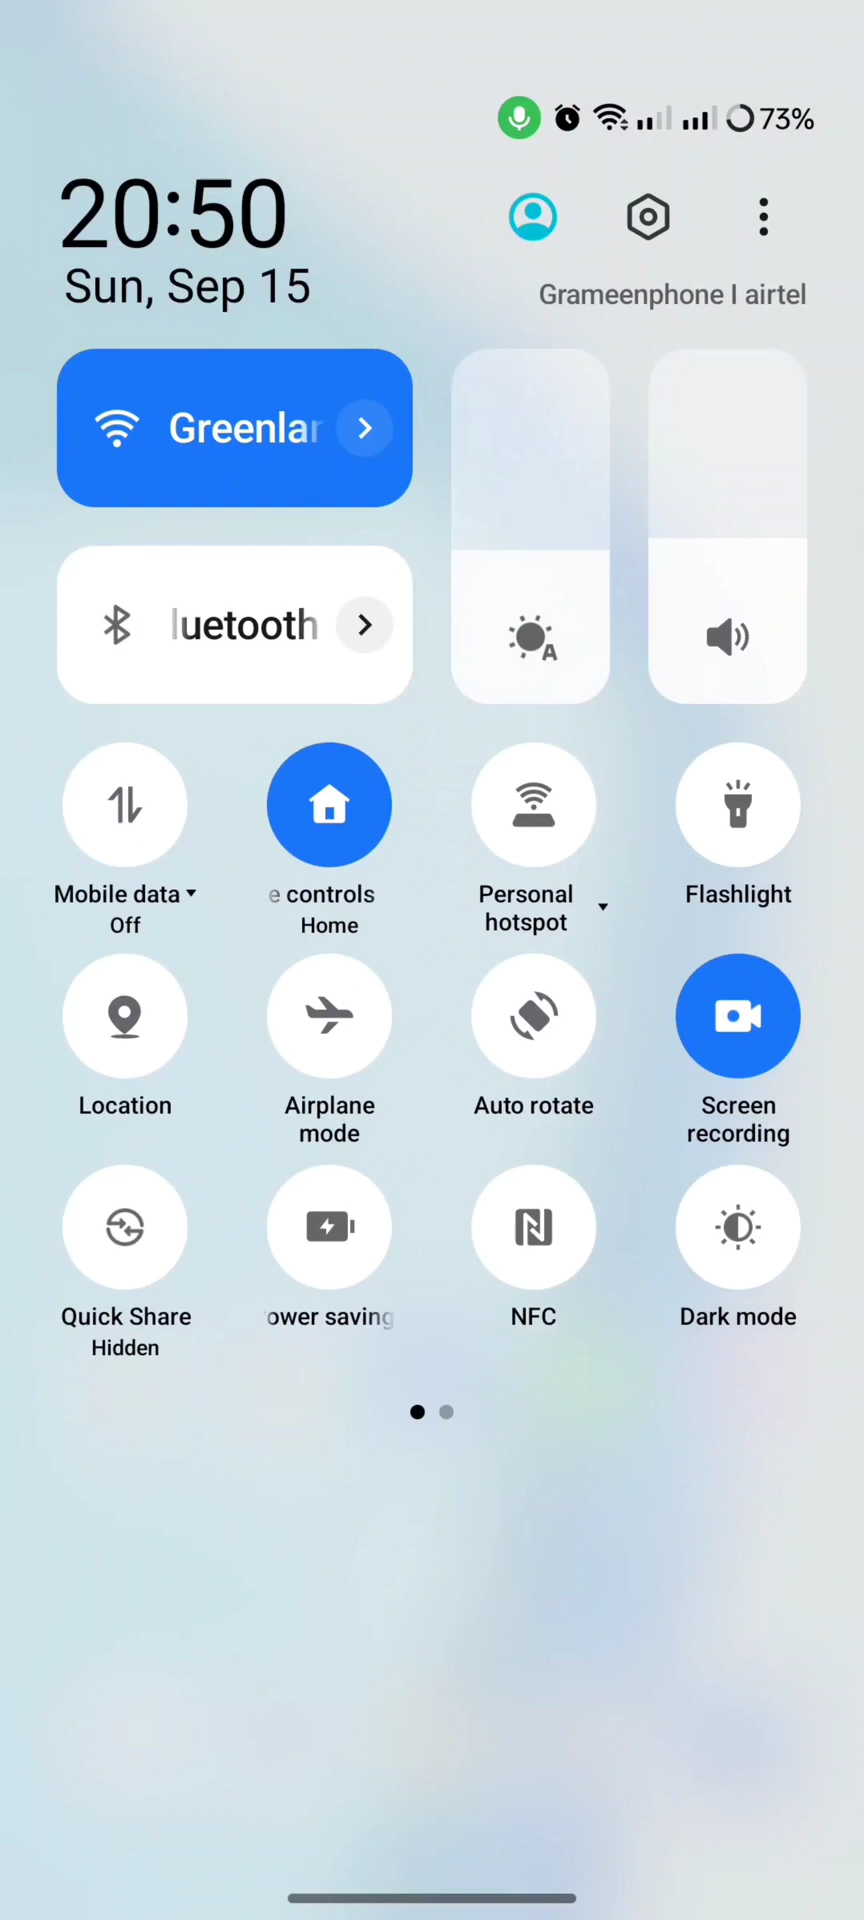 73%
20:50
Sun, Sep 15
Grameenphone I airtel
Greenlar
luetooth
A
Mobile data
Off
e controls
Home
Personal
hotspot
Flashlight
Location
Airplane
mode
Auto rotate
Screen
recording
Quick Share
Hidden
ower saving
NFC
Dark mode